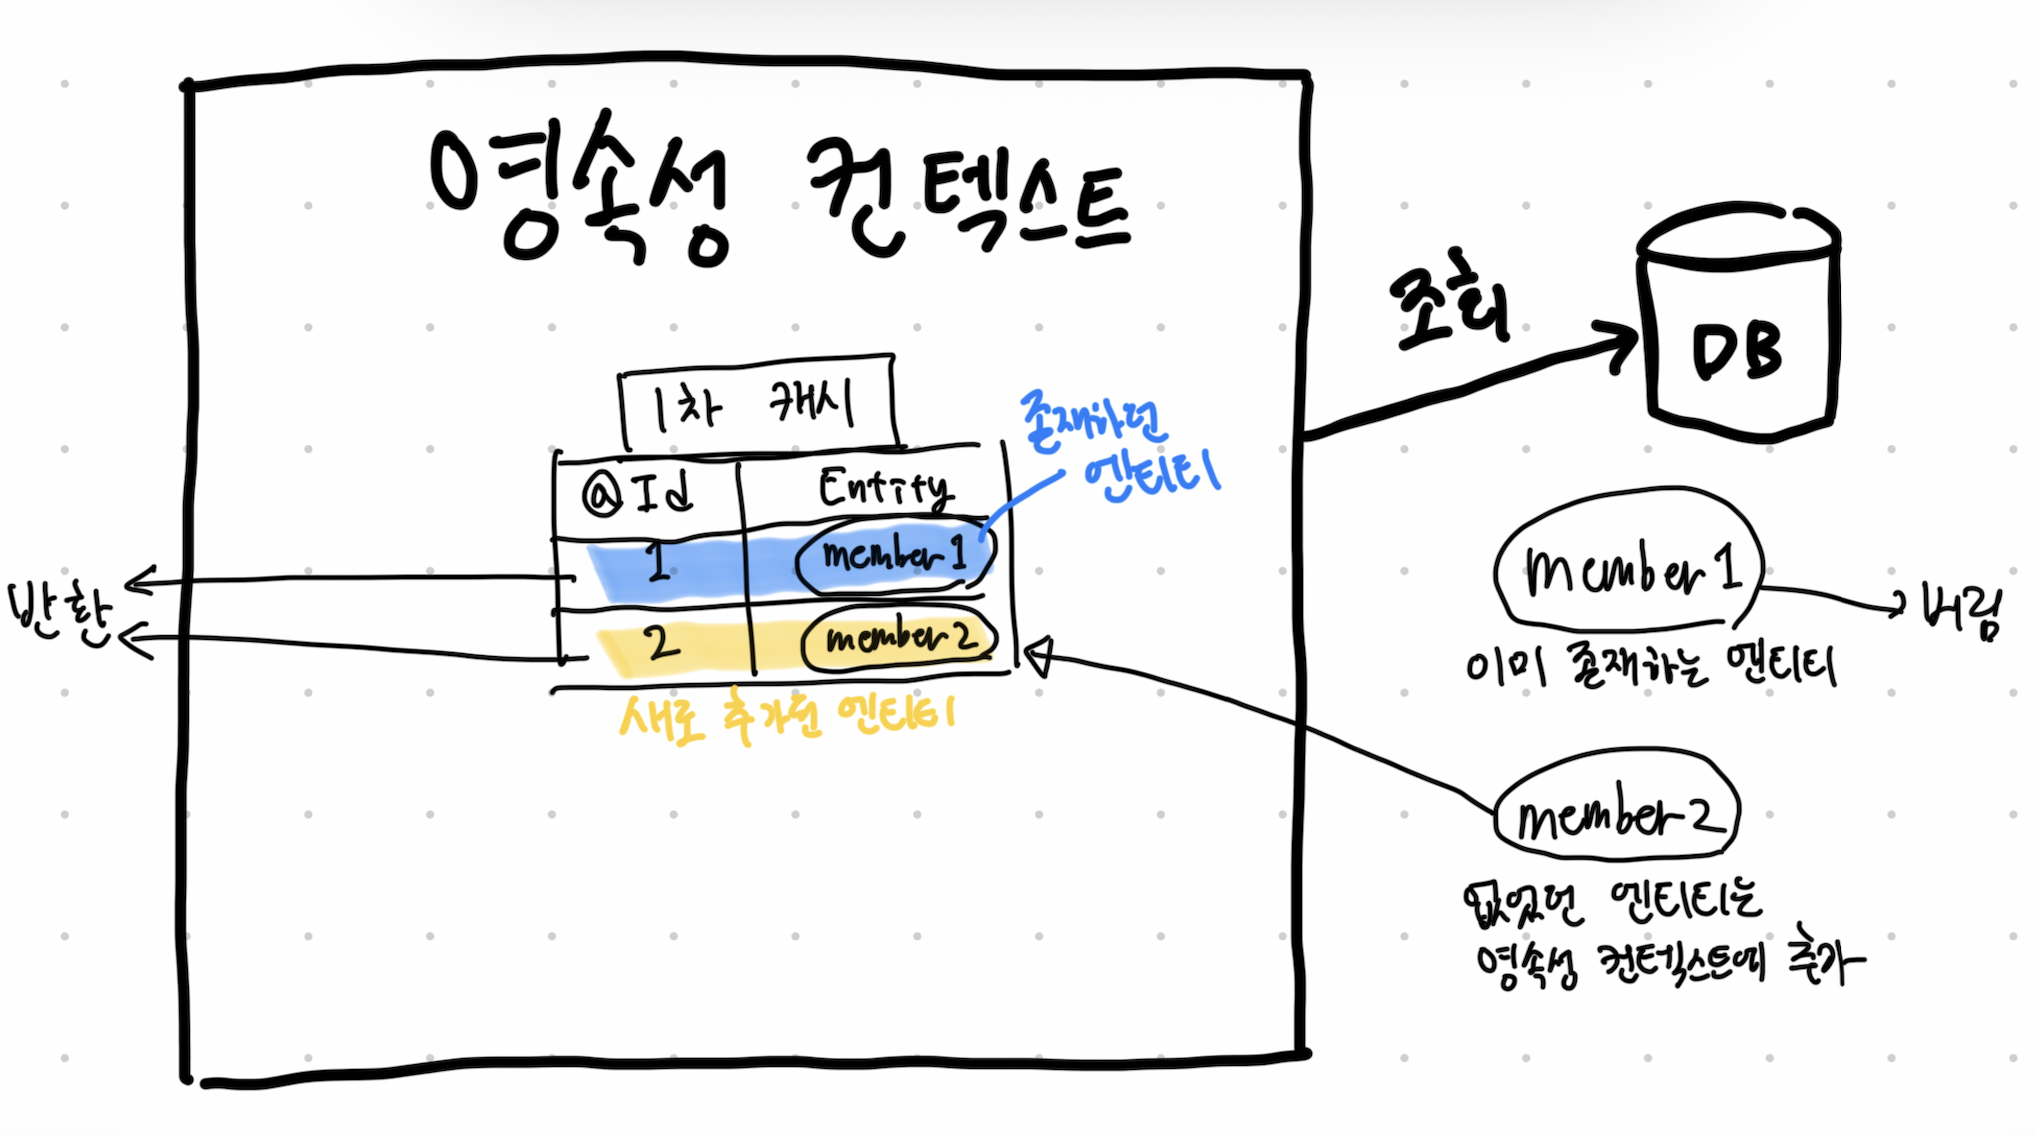 영속성 컨텍스트
조회
DB
1차 캐시
존재하던
엔티티
@Id
Entity
1
member1
2
member2
새로 추가된 엔티티
반환
member1
버림
이미 존재하는 엔티티
member2
없었던 엔티티는
영속성 컨텍스트에 추가